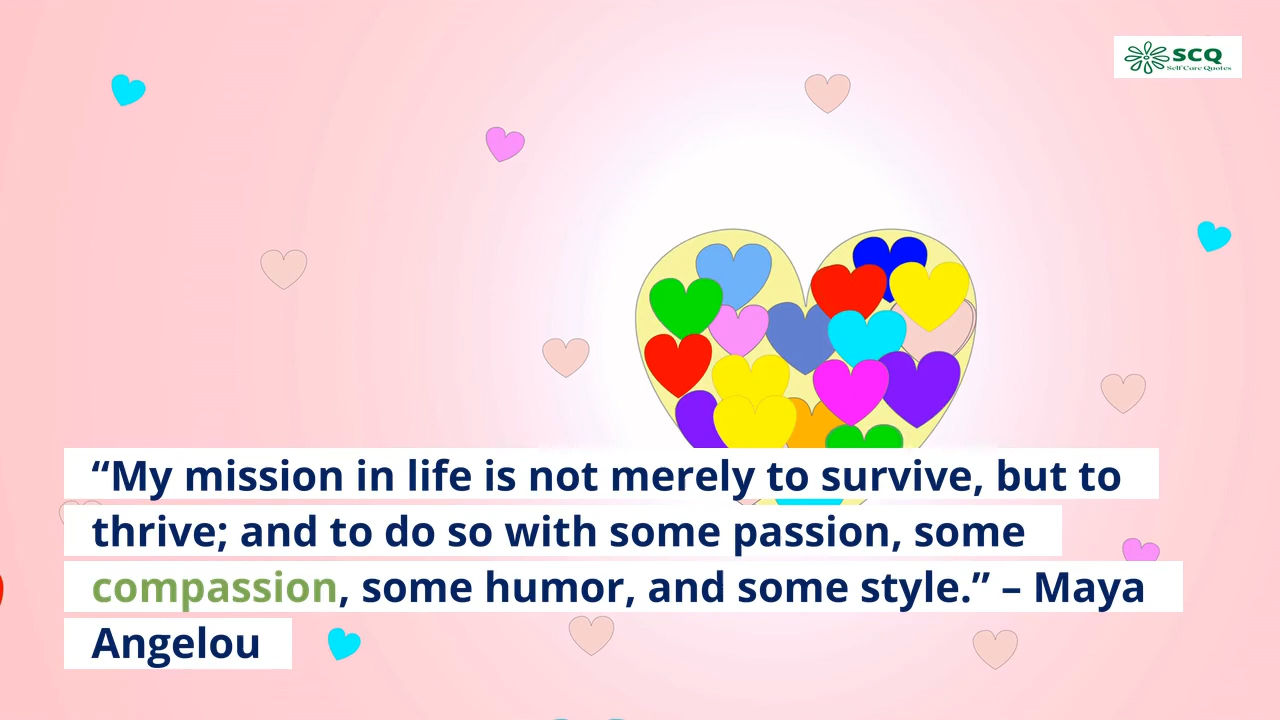 SCQ
Self Care Quotes
“My mission in life is not merely to survive, but to
thrive; and to do so with some passion, some
compassion, some humor, and some style.” – Maya
Angelou